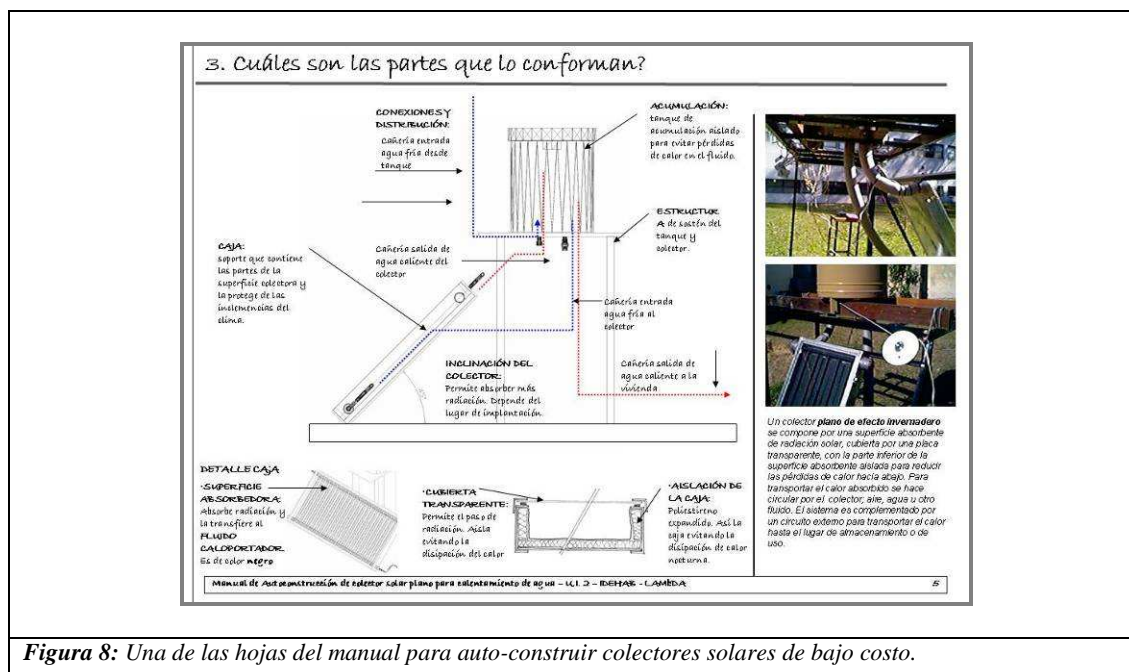 3. Cuáles son las partes que lo conforman?
CONEXIONES Y
DISTRIBUCIÓN:
Cañería entrada
agua fría desde
tanque
ACUMULACIÓN:
tanque de
acumulación aislado
para evitar pérdidas
de calor en el fluido.
ESTRUCTUR
A de sostén del
tanque y
colector.
CAJA:
soporte que contiene
las partes de la
superficie colectora y
la protege de las
inclemencias del
clima.
Cañería salida de
agua caliente del
colector
Cañería entrada
agua fría al
colector
INCLINACIÓN DEL
COLECTOR:
Permite absorber más
radiación. Depende del
lugar de implantación.
Cañería salida de
agua caliente a la
vivienda
Un colector plano de efecto invernadero
se compone por una superficie absorbente
de radiación solar, cubierta por una placa
transparente, con la parte inferior de la
superficie absorbente aislada para reducir
las pérdidas de calor hacia abajo. Para
transportar el calor absorbido se hace
circular por el colector, aire, agua u otro
fluido. El sistema es complementado por
un circuito externo para transportar el calor
hasta el lugar de almacenamiento o de
uso.
DETALLE CAJA
·SUPERFICIE
ABSORBEDORA:
Absorbe radiación y
la transfiere al
FLUIDO
CALOPORTADOR
Es de color negro
·CUBIERTA
TRANSPARENTE:
Permite el paso de
radiación. Aisla
evitando la
disipación del calor
·AISLACIÓN DE
LA CAJA:
Poliestireno
expandido. Así la
caja evitando la
disipación de calor
nocturna.
Manual de Autoconstrucción de colector solar plano para calentamiento de agua – U.I. 2 – IDEHAB - LAMbDA
5
Figura 8: Una de las hojas del manual para auto-construir colectores solares de bajo costo.